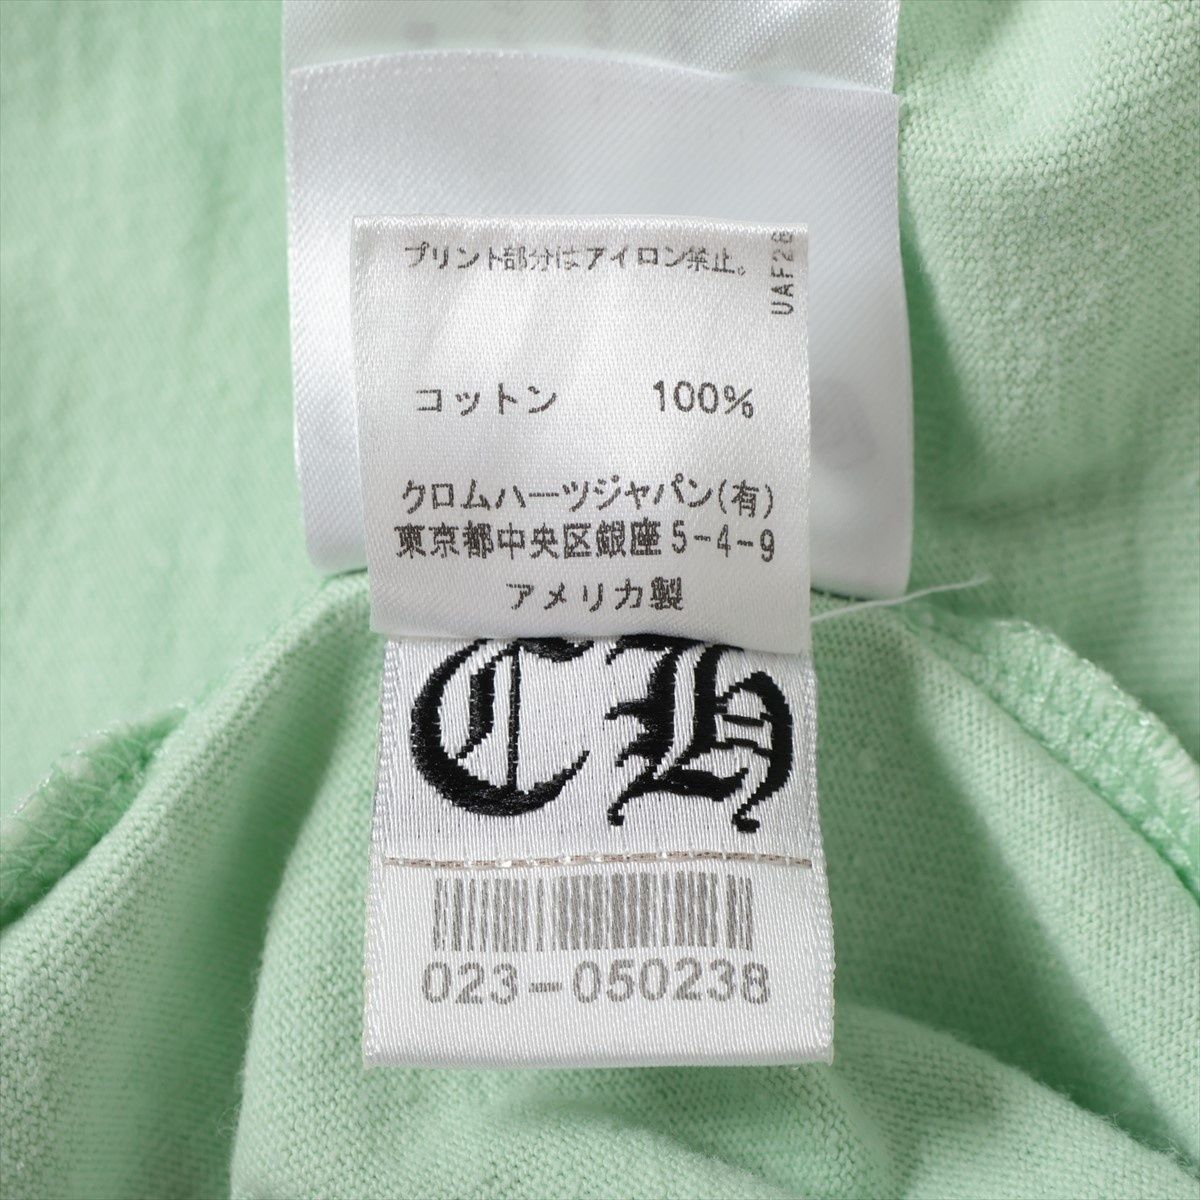 プリント部分はアイロン禁止。
UAF28
コットン 100%
クロムハーツジャパン(有)
東京都中央区銀座5-4-9
アメリカ製
CH
023-050238